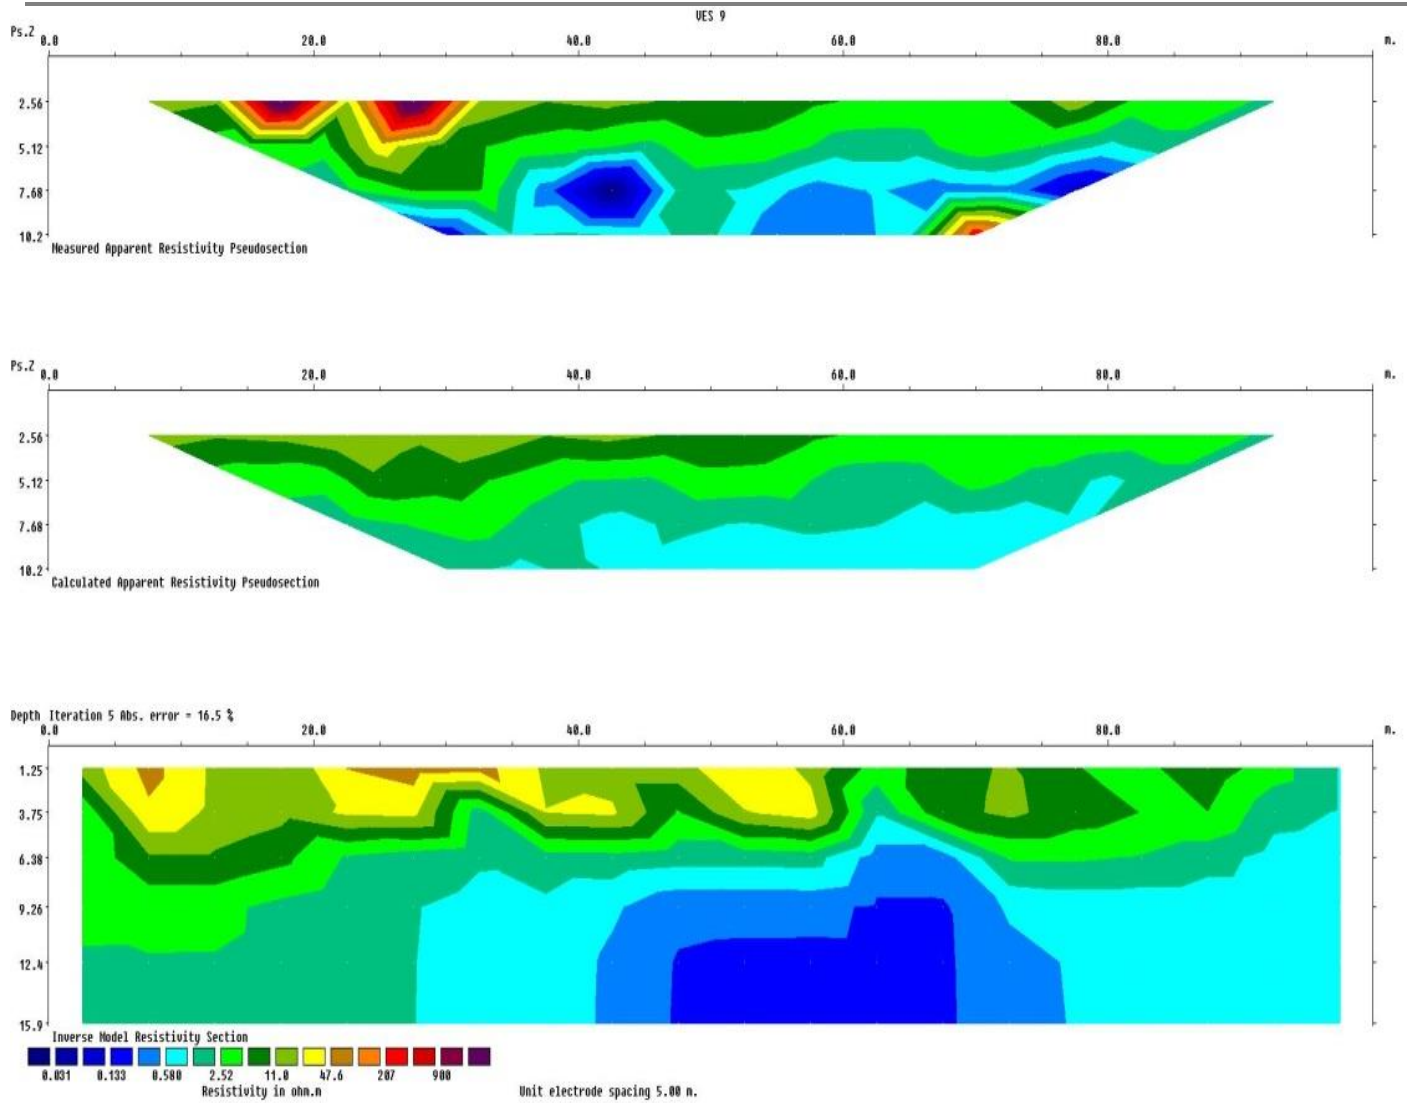 VES 9
Ps.Z 0.0 20.0 40.0 60.0 80.0 m.
2.56
5.12
7.68
10.2
Measured Apparent Resistivity Pseudosection
Ps.Z 0.0 20.0 40.0 60.0 80.0 m.
2.56
5.12
7.68
10.2
Calculated Apparent Resistivity Pseudosection
Depth Iteration 5 Abs. error = 16.5 %
0.0 20.0 40.0 60.0 80.0 m.
1.25
3.75
6.38
9.26
12.4
15.9
Inverse Model Resistivity Section
0.031 0.133 0.580 2.52 11.0 47.6 207 900
Resistivity in ohm.m Unit electrode spacing 5.00 m.